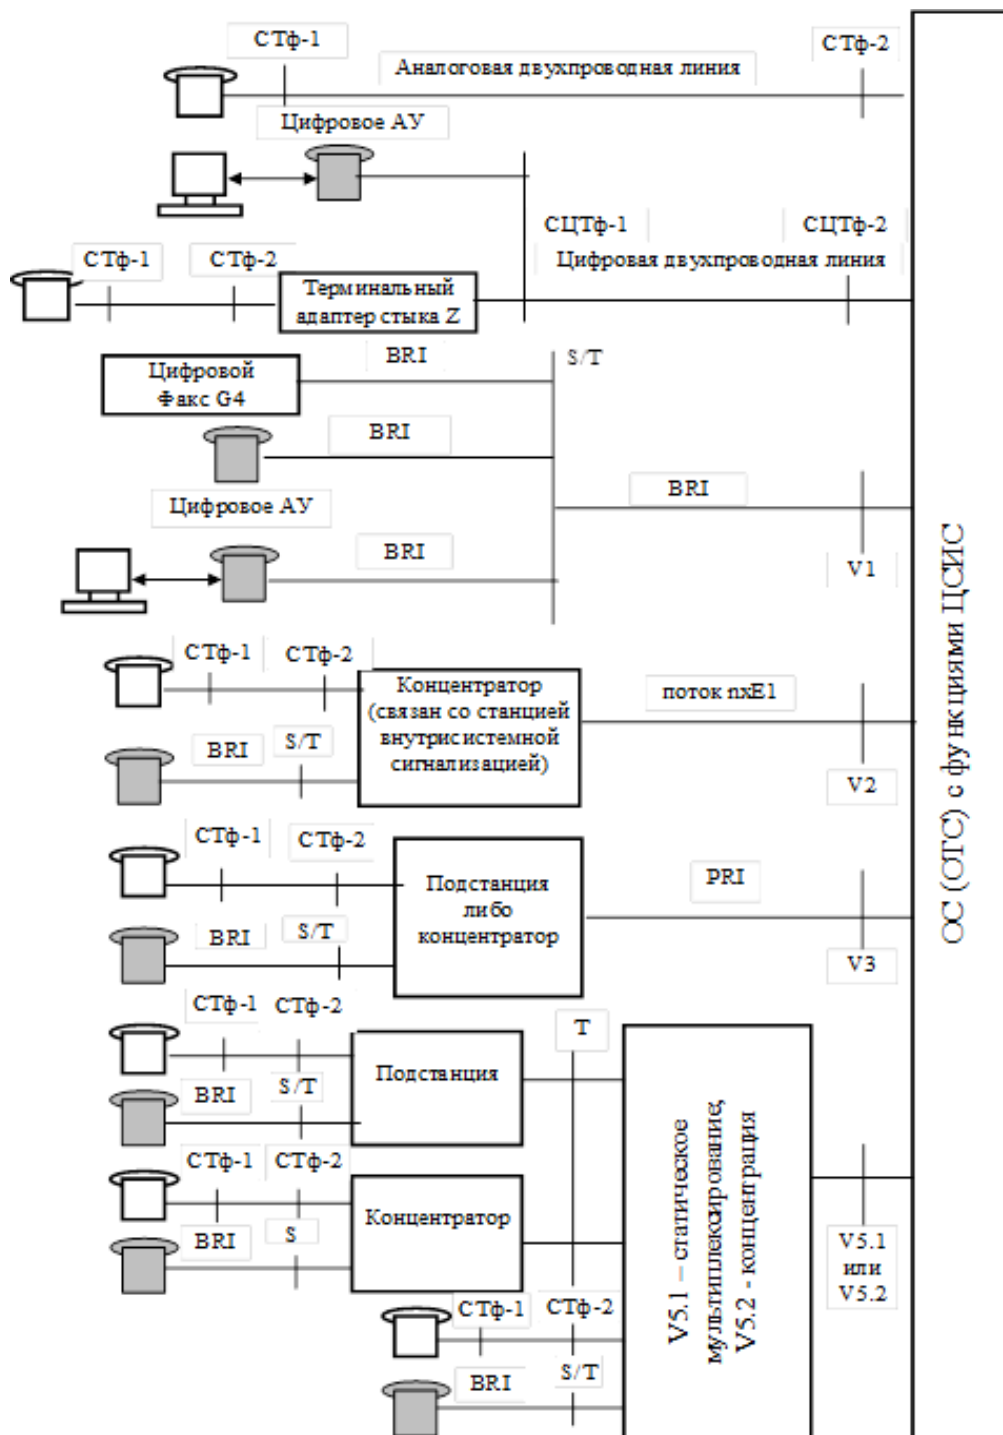 СТф-1
СТф-2
Аналоговая двухпроводная линия
Цифровое АУ
СЦТф-1
СЦТф-2
СТф-1
СТф-2
Цифровая двухпроводная линия
Терминальный
адаптер стыка Z
BRI
S/T
Цифровой
Факс G4
BRI
BRI
Цифровое АУ
BRI
V1
ОС (ОТС) с функциями ЦСИС
СТф-1
СТф-2
Концентратор
(связан со станцией
внутрисистемной
сигнализацией)
поток nxE1
BRI
S/T
V2
СТф-1
СТф-2
PRI
Подстанция
либо
концентратор
BRI
S/T
V3
СТф-1
СТф-2
T
Подстанция
BRI
S/T
V5.1 – статическое
мультиплексирование;
V5.2 - концентрация
СТф-1
СТф-2
Концентратор
BRI
S
V5.1
или
V5.2
СТф-1
СТф-2
BRI
S/T